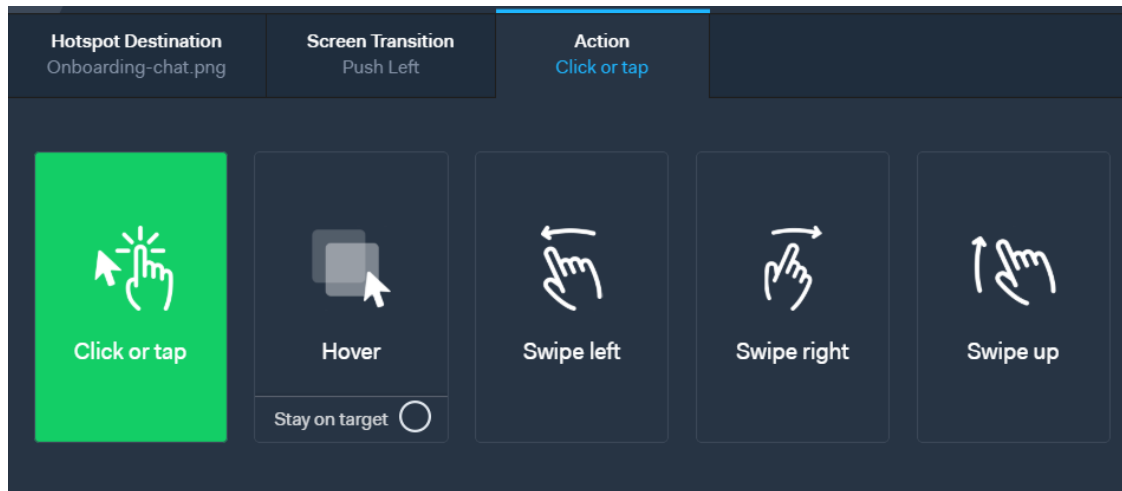 Hotspot Destination
Onboarding-chat.png
Screen Transition
Push Left
Action
Click or tap
Click or tap
Hover
Stay on target
Swipe left
Swipe right
Swipe up